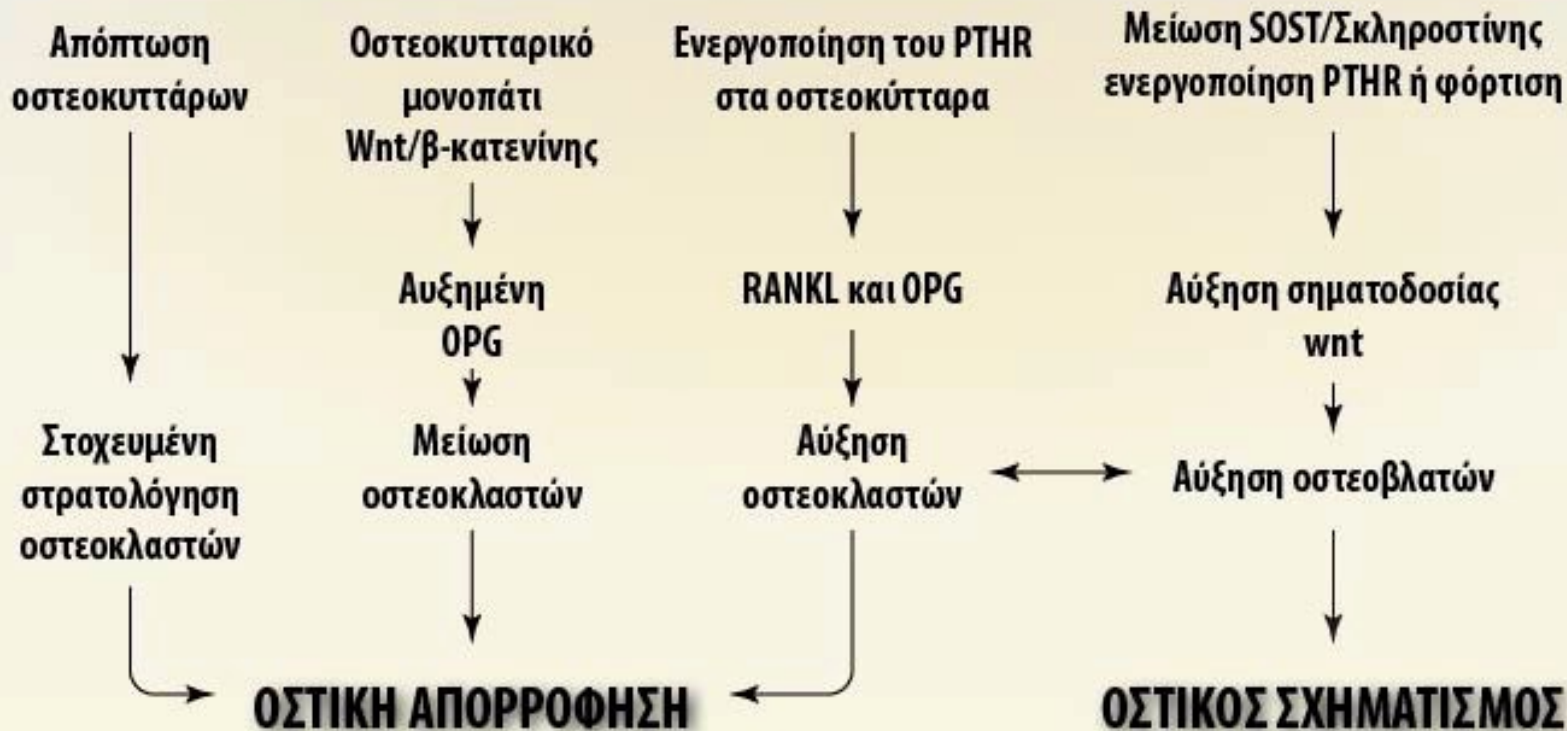 Απόπτωση
οστεοκυττάρων
Στοχευμένη
στρατολόγηση
οστεοκλαστών
Οστεοκυτταρικό
μονοπάτι
Wnt/β-κατενίνης
Αυξημένη
OPG
Μείωση
οστεοκλαστών
Ενεργοποίηση του PTHR
στα οστεοκύτταρα
RANKL και OPG
Αύξηση
οστεοκλαστών
ΟΣΤΙΚΗ ΑΠΟΡΡΟΦΗΣΗ
Μείωση SOST/Σκληροστίνης
ενεργοποίηση PTHR ή φόρτιση
Αύξηση σηματοδοσίας
wnt
Αύξηση οστεοβλατών
ΟΣΤΙΚΟΣ ΣΧΗΜΑΤΙΣΜΟΣ